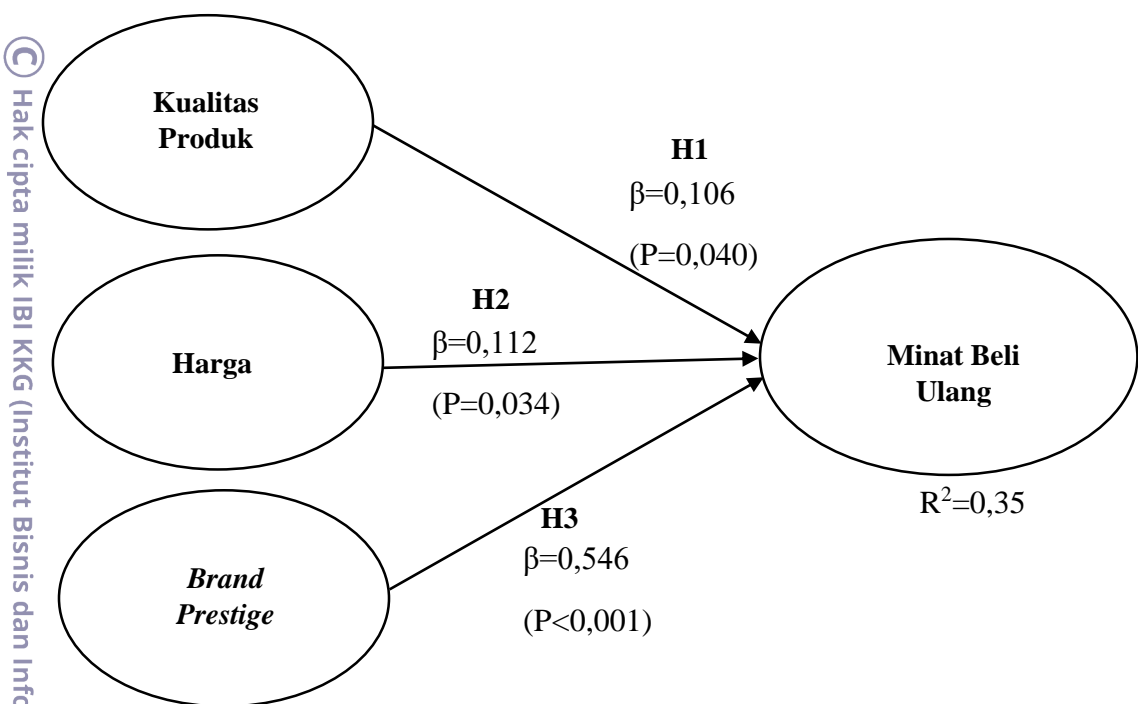 © Hak cipta milik IBI KKG (Institut Bisnis dan Info
Kualitas
Produk
H1
β=0,106
(P=0,040)
H2
β=0,112
(P=0,034)
Harga
Minat Beli
Ulang
R²=0,35
H3
β=0,546
(P<0,001)
Brand
Prestige